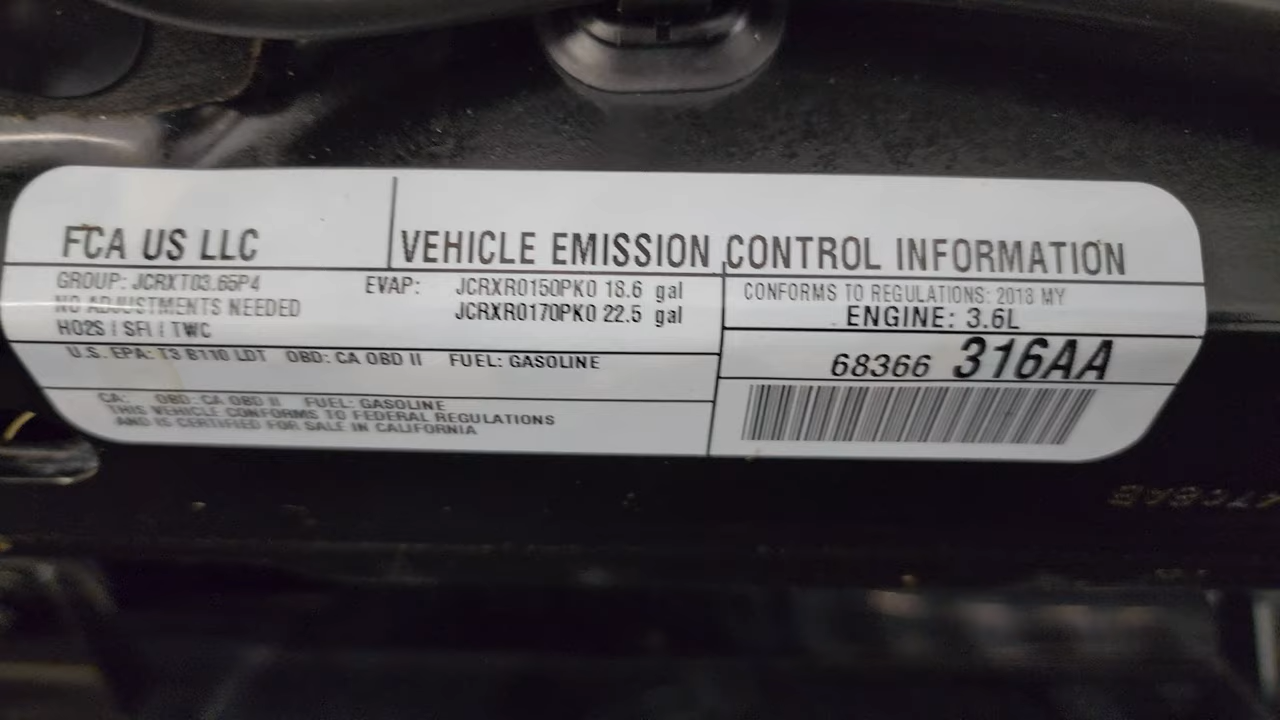 FCA US LLC
VEHICLE EMISSION CONTROL INFORMATION
GROUP: JCRXT03.65P4
NO ADJUSTMENTS NEEDED
HO2S / SFI / TWC
EVAP: JCRXR0150PK0 18.6 gal
JCRXR0170PK0 22.5 gal
CONFORMS TO REGULATIONS: 2018 MY
ENGINE: 3.6L
68366 316AA
U.S. EPA: T3 B110 LDT OBD: CA OBD II FUEL: GASOLINE
CA: OBD: CA OBD II FUEL: GASOLINE
THIS VEHICLE CONFORMS TO FEDERAL REGULATIONS
AND IS CERTIFIED FOR SALE IN CALIFORNIA